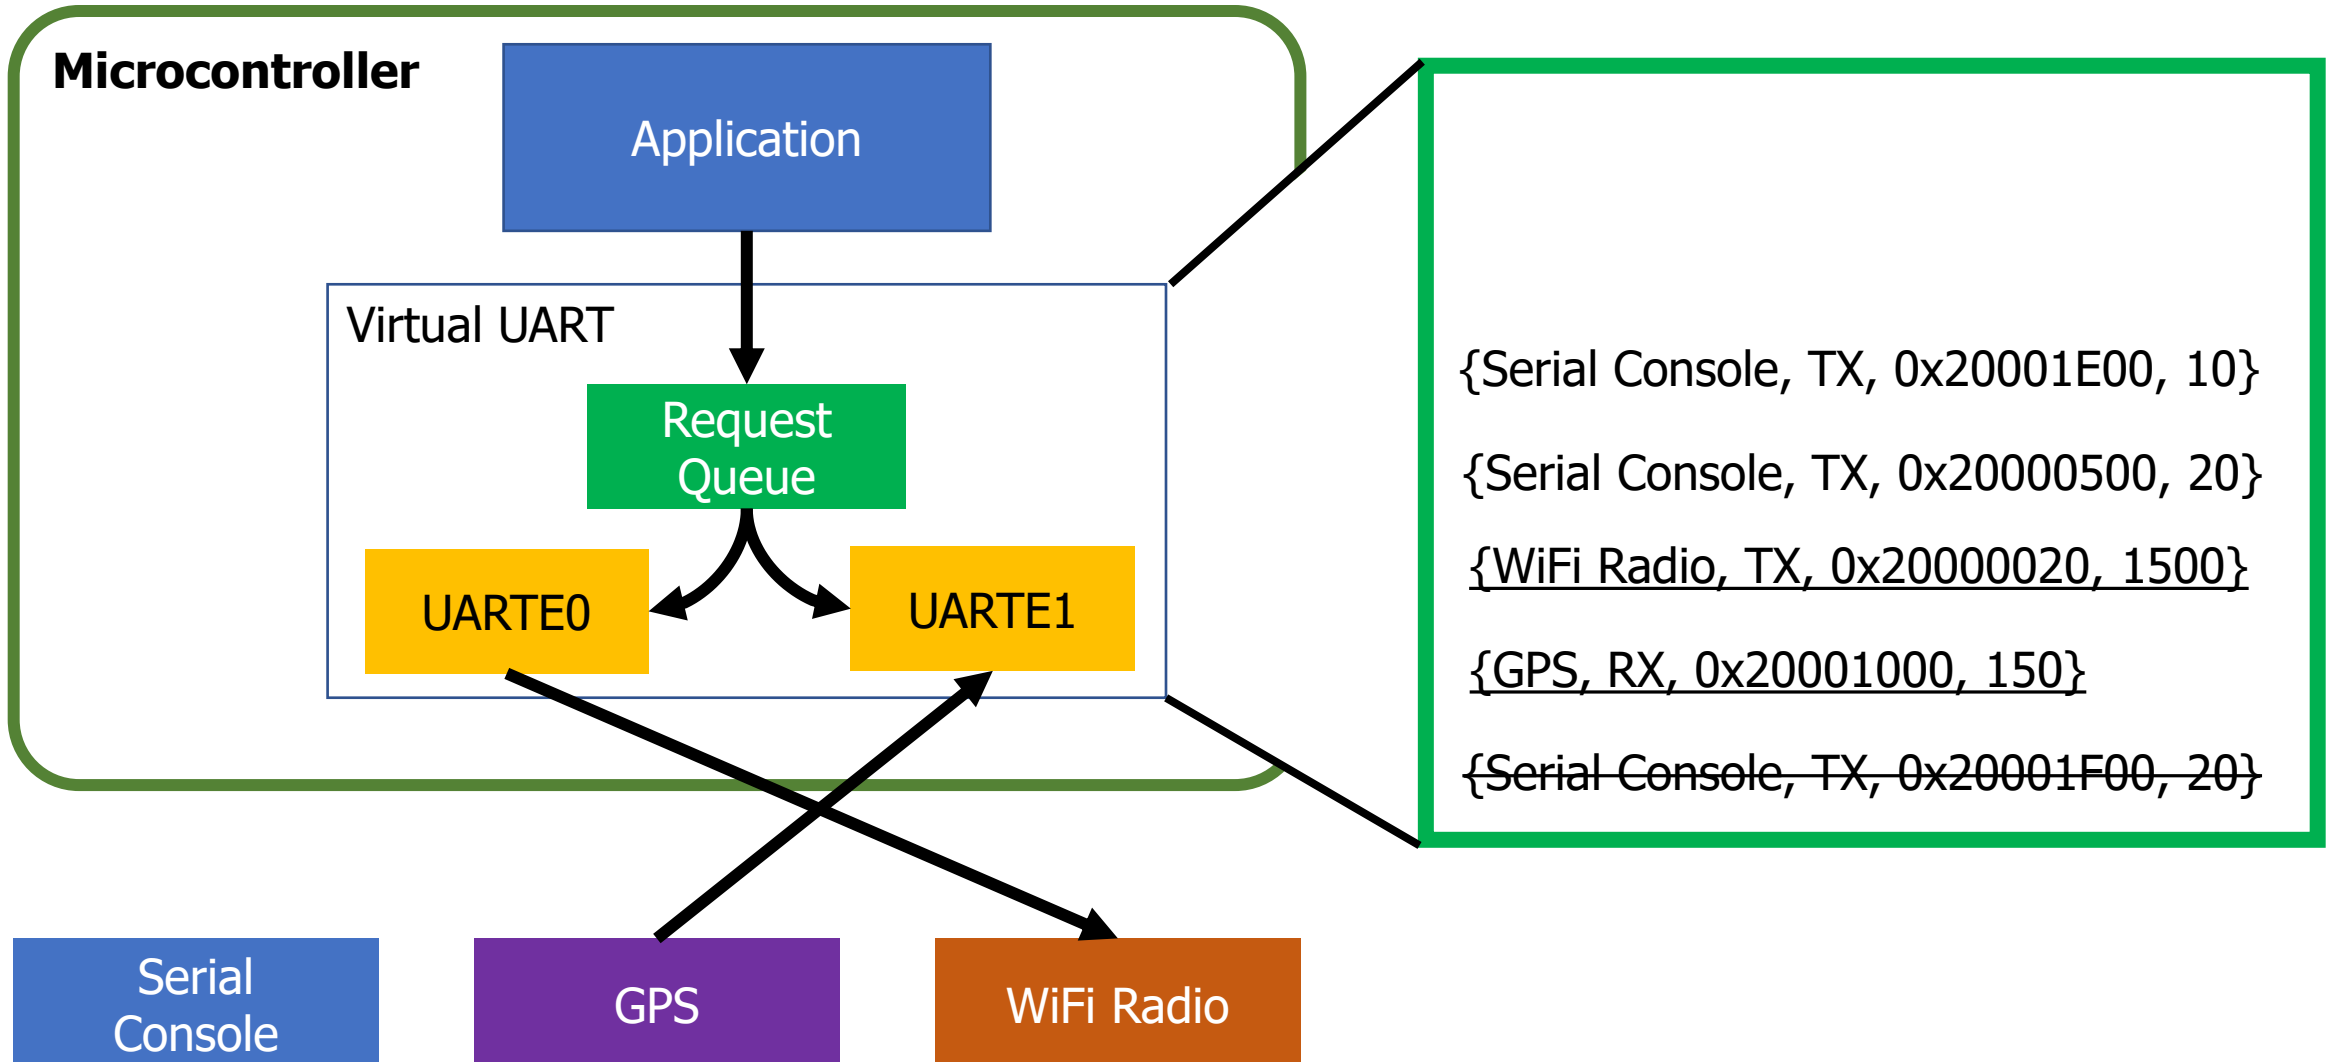 Microcontroller
Application
Virtual UART
Request
Queue
UARTE0
UARTE1
Serial
Console
GPS
WiFi Radio
{Serial Console, TX, 0x20001E00, 10}
{Serial Console, TX, 0x20000500, 20}
{WiFi Radio, TX, 0x20000020, 1500}
{GPS, RX, 0x20001000, 150}
{Serial Console, TX, 0x20001F00, 20}